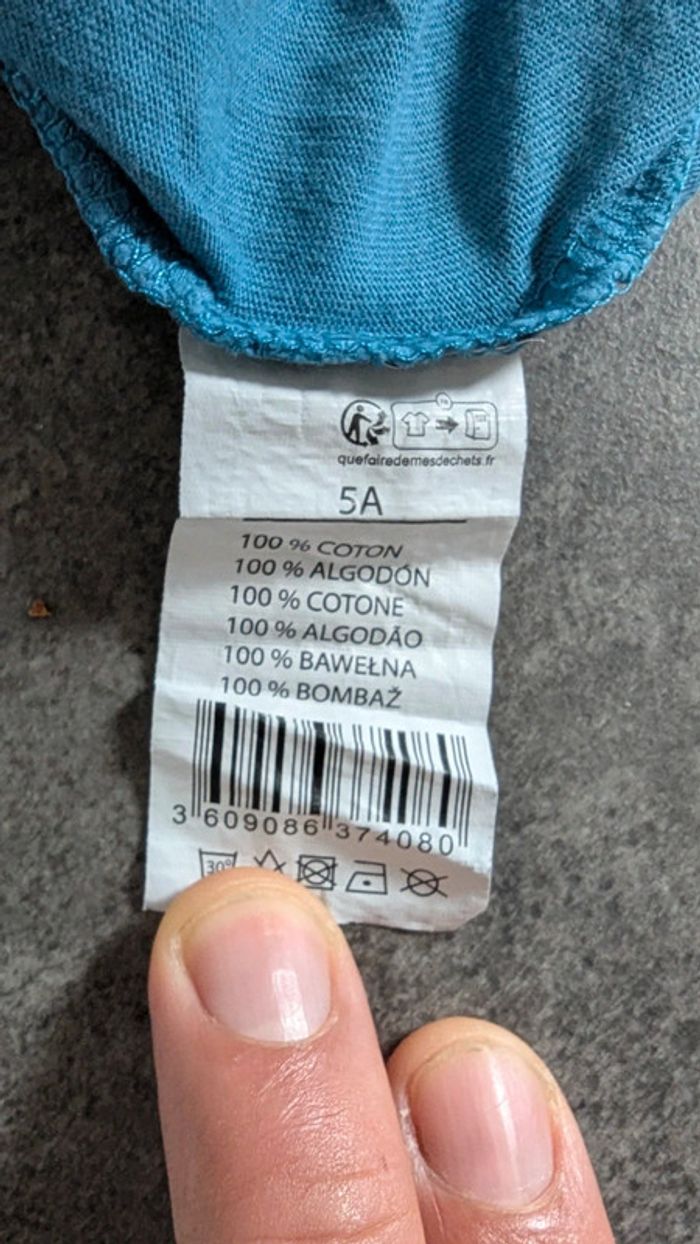 FR
quefairedemesdechets.fr
5A
100 % COTON
100 % ALGODÓN
100 % COTONE
100 % ALGODÃO
100 % BAWEŁNA
100 % BOMBAŽ
3 609086 374080
30°